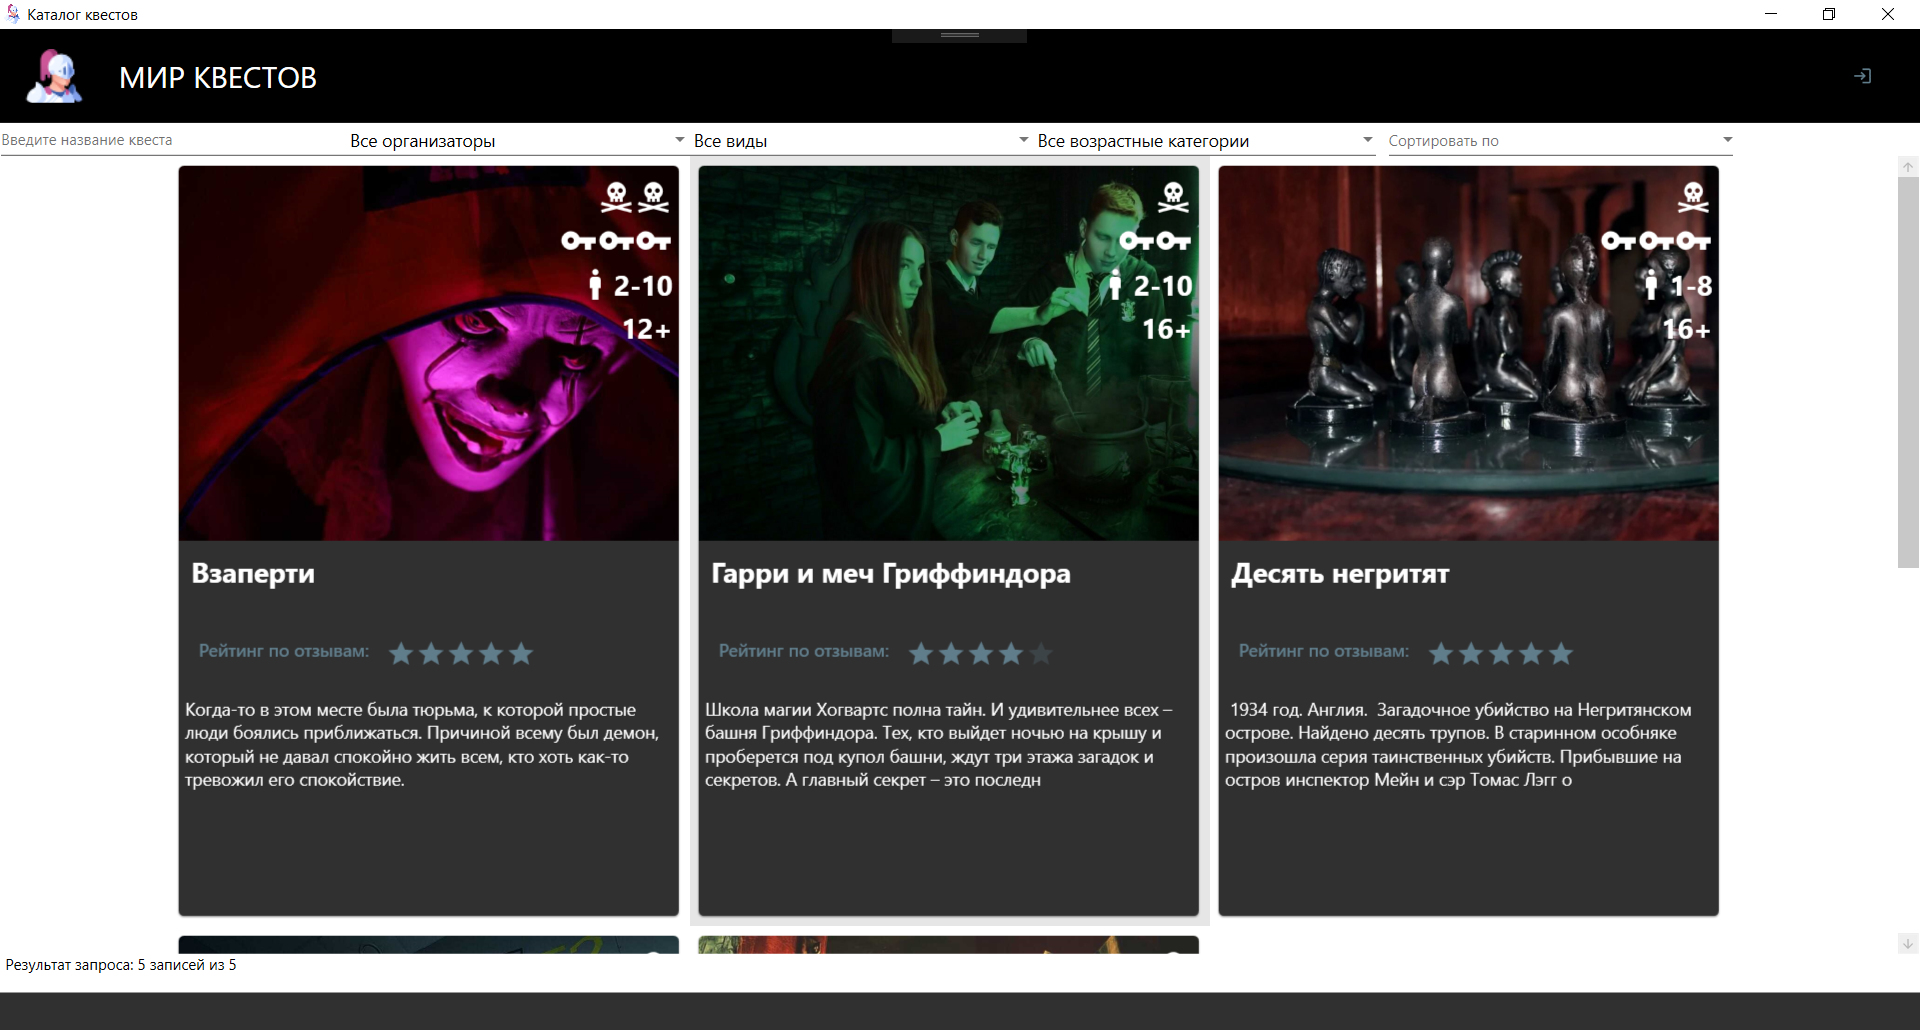 Каталог квестов
МИР КВЕСТОВ
Введите название квеста
Все организаторы
Все виды
Все возрастные категории
Сортировать по
2-10
12+
Взаперти
Рейтинг по отзывам:
Когда-то в этом месте была тюрьма, к которой простые
люди боялись приближаться. Причиной всему был демон,
который не давал спокойно жить всем, кто хоть как-то
тревожил его спокойствие.
2-10
16+
Гарри и меч Гриффиндора
Рейтинг по отзывам:
Школа магии Хогвартс полна тайн. И удивительнее всех –
башня Гриффиндора. Тех, кто выйдет ночью на крышу и
проберется под купол башни, ждут три этажа загадок и
секретов. А главный секрет – это последн
1-8
16+
Десять негритят
Рейтинг по отзывам:
1934 год. Англия.  Загадочное убийство на Негритянском
острове. Найдено десять трупов. В старинном особняке
произошла серия таинственных убийств. Прибывшие на
остров инспектор Мейн и сэр Томас Лэгг о
Результат запроса: 5 записей из 5